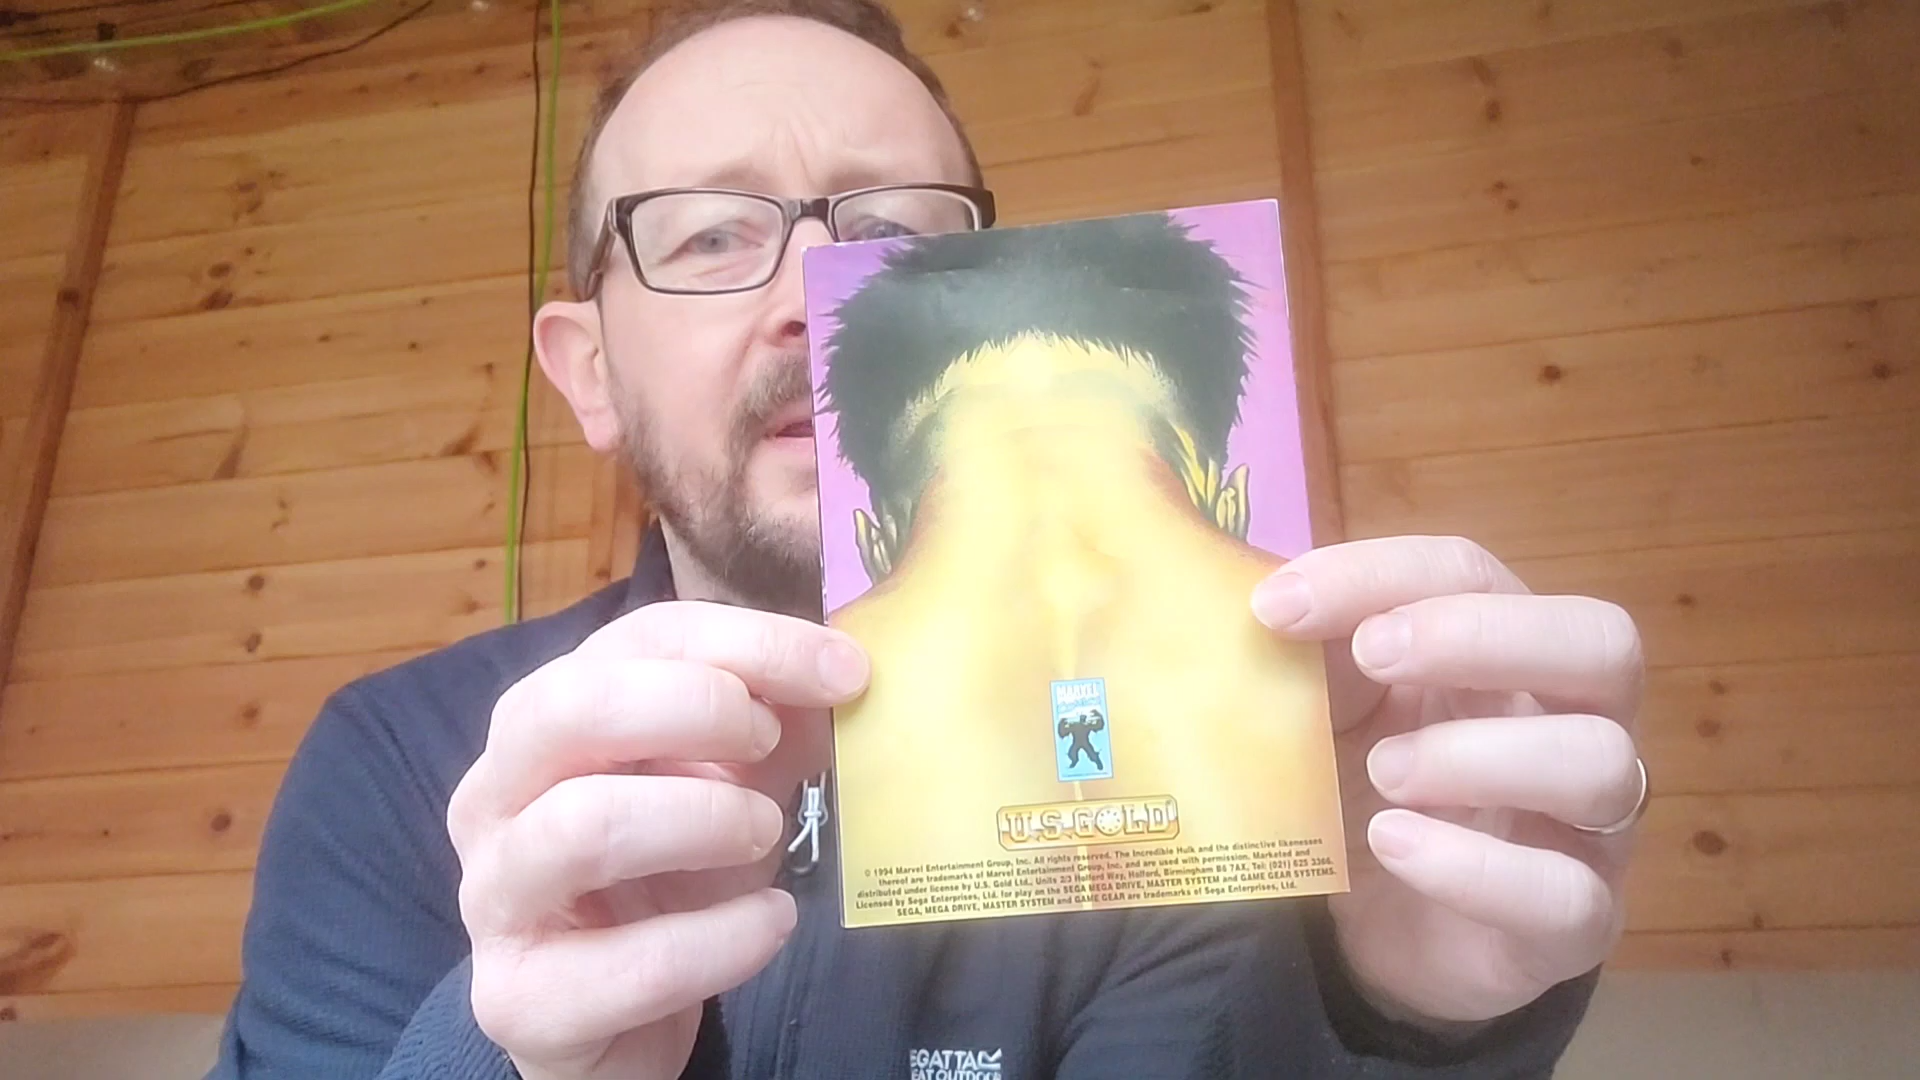 MARVEL
COMICS
U.S. GOLD
© 1994 Marvel Entertainment Group, Inc. All rights reserved. The Incredible Hulk and the distinctive likenesses
thereof are trademarks of Marvel Entertainment Group, Inc. and are used with permission. Marketed and
distributed under license by U.S. Gold Ltd., Units 2/3 Holford Way, Holford, Birmingham B6 7AX, Tel: (021) 625 3366.
Licensed by Sega Enterprises, Ltd. for play on the SEGA MEGA DRIVE, MASTER SYSTEM and GAME GEAR SYSTEMS.
SEGA, MEGA DRIVE, MASTER SYSTEM and GAME GEAR are trademarks of Sega Enterprises, Ltd.
EGATTA
EAT OUTDOOR